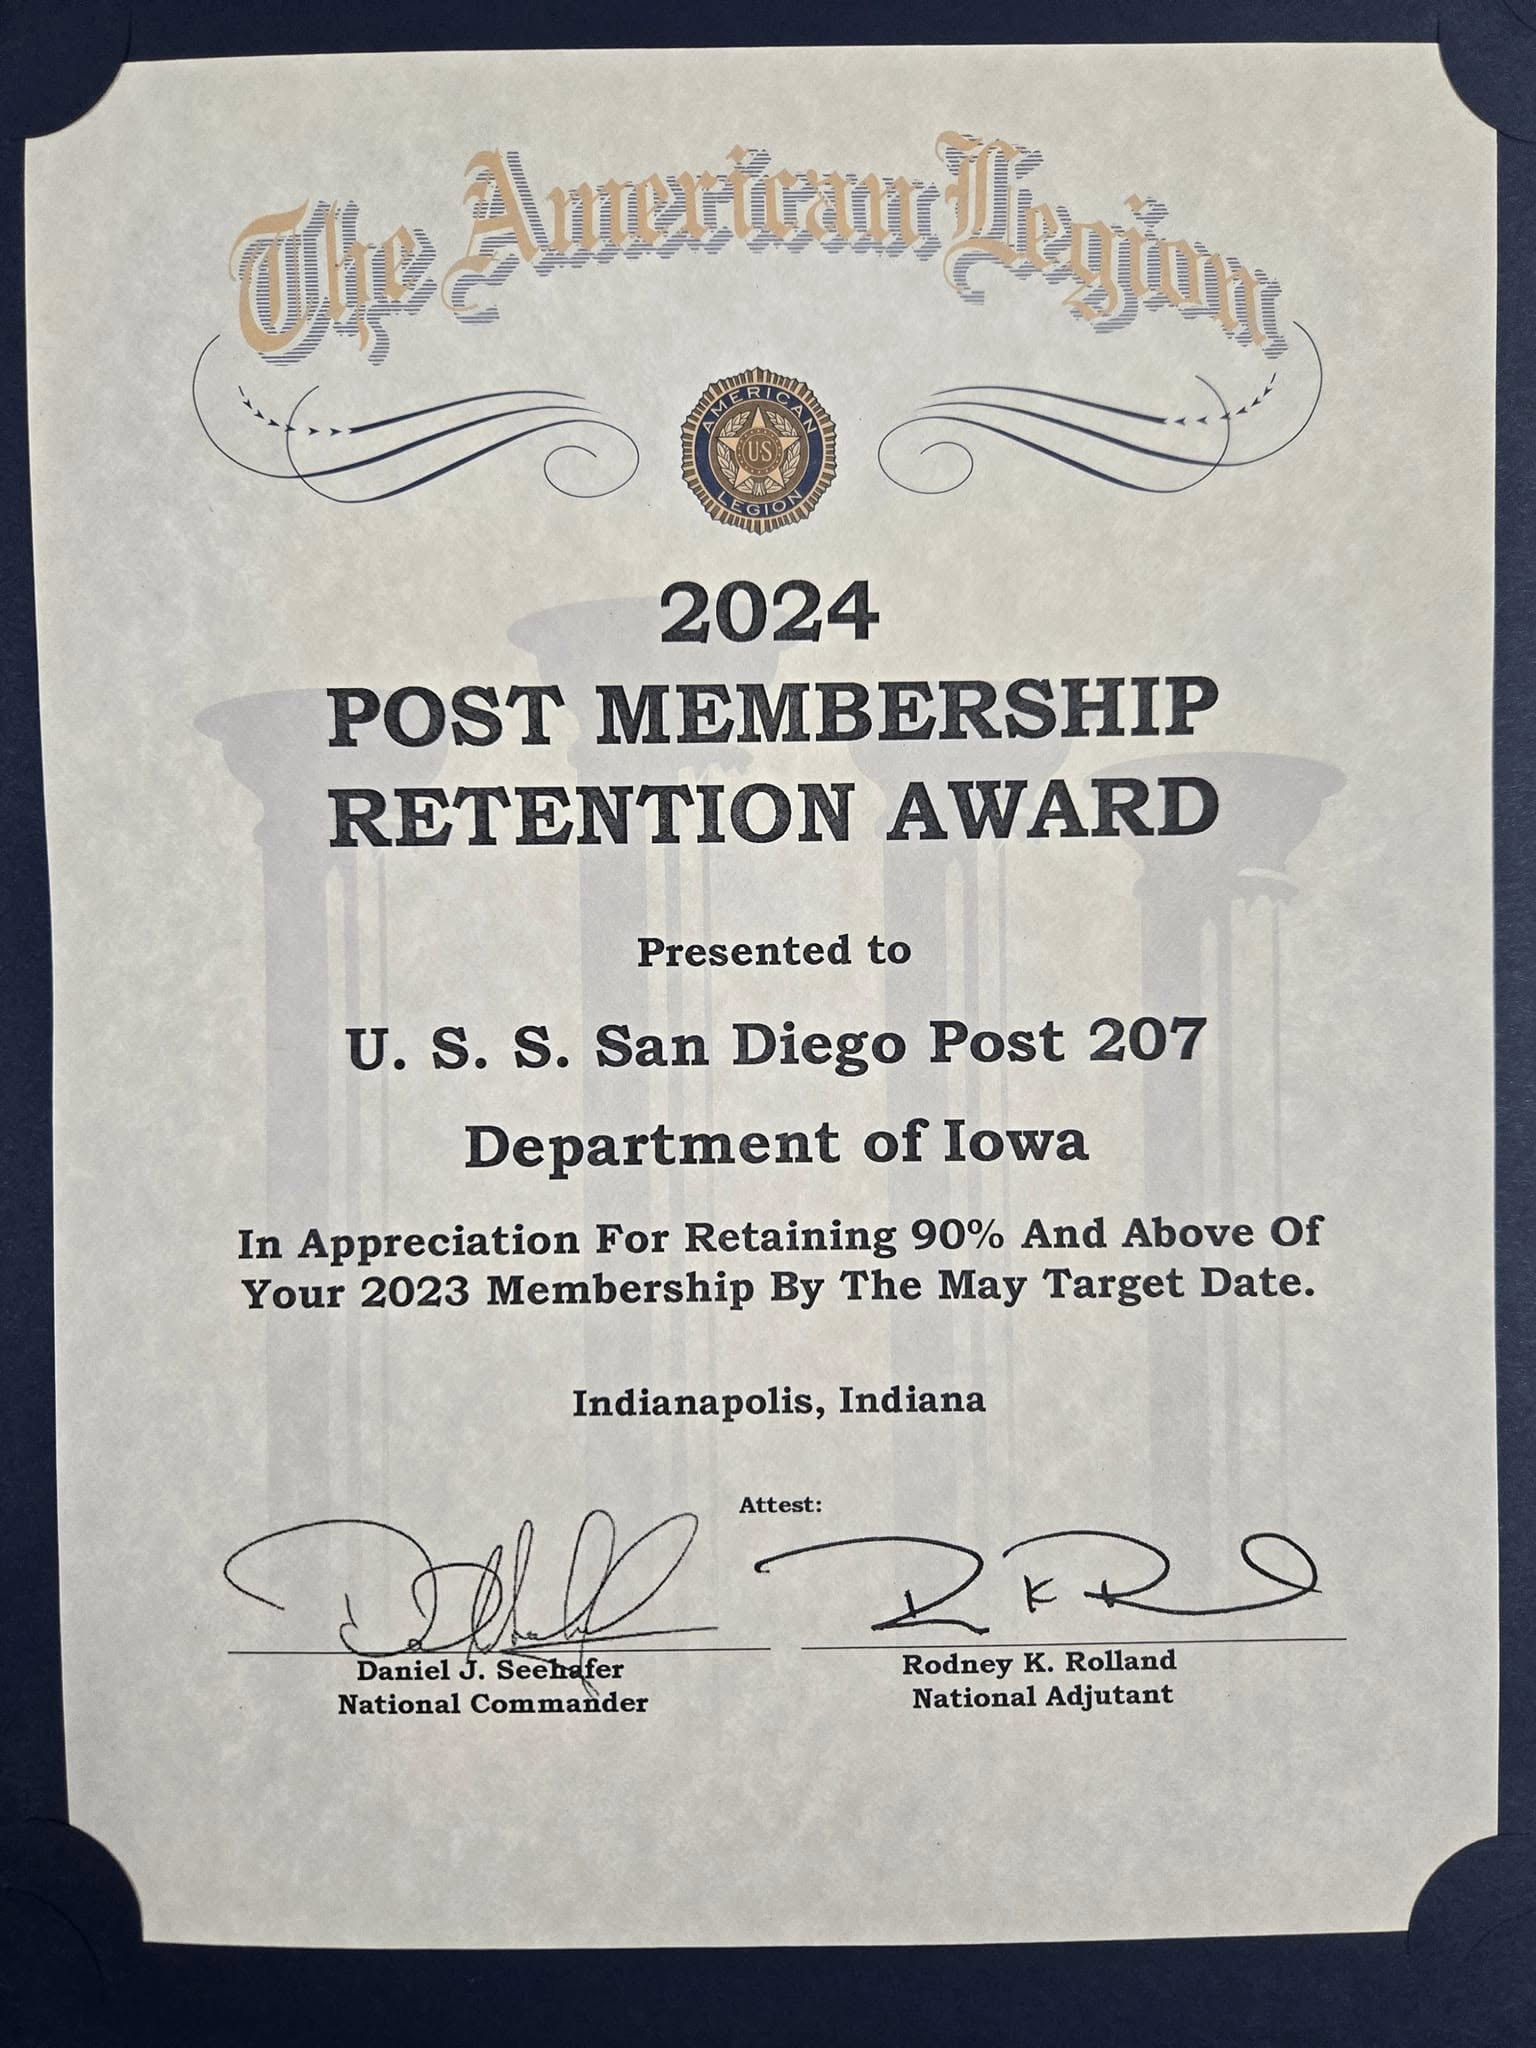 The American Legion
AMERICAN
US
LEGION
2024
POST MEMBERSHIP
RETENTION AWARD
Presented to
U. S. S. San Diego Post 207
Department of Iowa
In Appreciation For Retaining 90% And Above Of
Your 2023 Membership By The May Target Date.
Indianapolis, Indiana
Attest:
Daniel J. Seehafer
National Commander
Rodney K. Rolland
National Adjutant